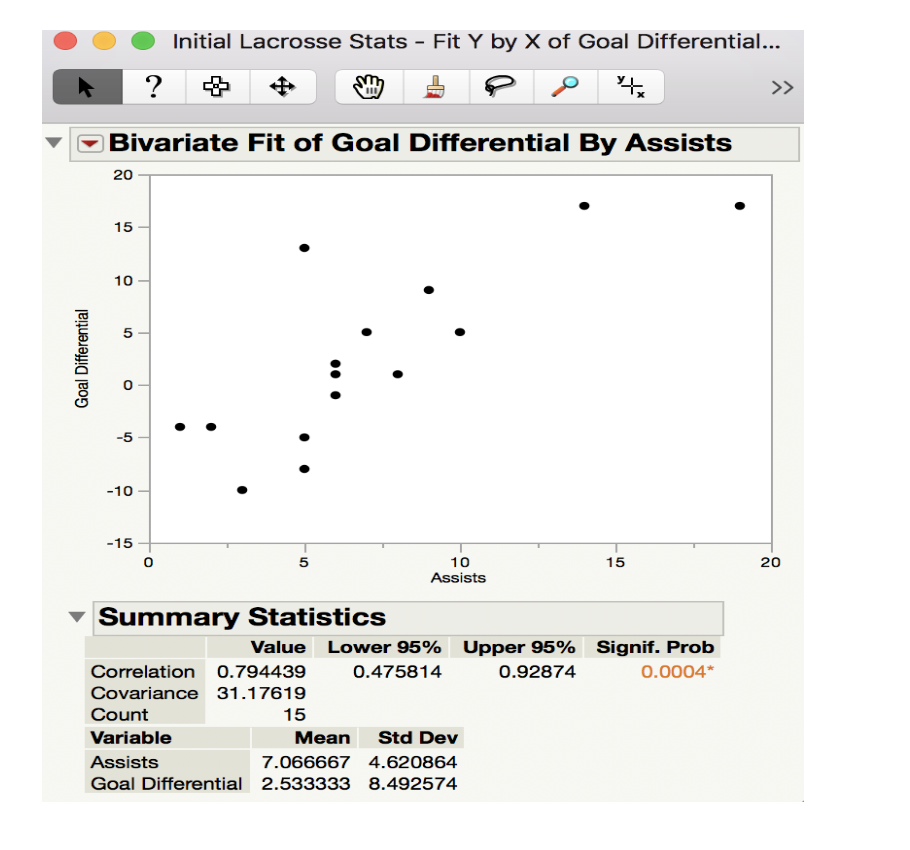 Initial Lacrosse Stats - Fit Y by X of Goal Differential...
? y x >>
Bivariate Fit of Goal Differential By Assists
20
15
10
5
0
-5
-10
-15
Goal Differential
0 5 10 15 20
Assists
Summary Statistics
Value Lower 95% Upper 95% Signif. Prob
Correlation 0.794439 0.475814 0.92874 0.0004*
Covariance 31.17619
Count 15
Variable Mean Std Dev
Assists 7.066667 4.620864
Goal Differential 2.533333 8.492574